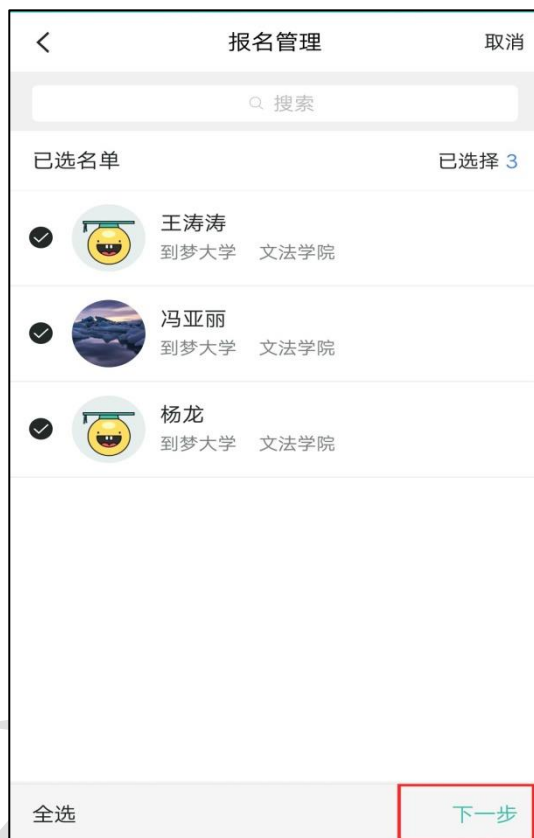 报名管理 取消
搜索
已选名单 已选择 3
王涛涛
到梦大学 文法学院
冯亚丽
到梦大学 文法学院
杨龙
到梦大学 文法学院
全选 下一步